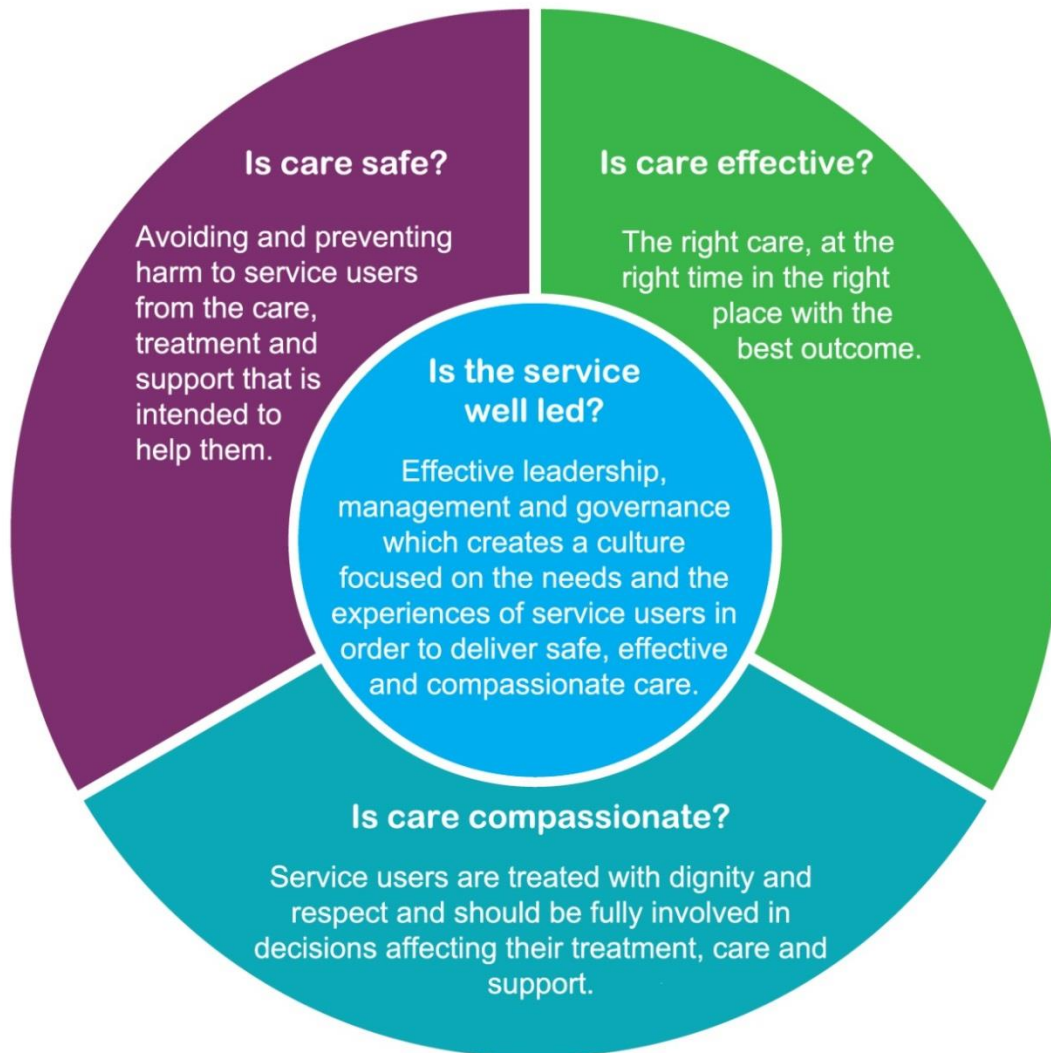 Is care safe?
Avoiding and preventing
harm to service users
from the care,
treatment and
support that is
intended to
help them.
Is care effective?
The right care, at the
right time in the right
place with the
best outcome.
Is the service
well led?
Effective leadership,
management and governance
which creates a culture
focused on the needs and the
experiences of service users in
order to deliver safe, effective
and compassionate care.
Is care compassionate?
Service users are treated with dignity and
respect and should be fully involved in
decisions affecting their treatment, care and
support.